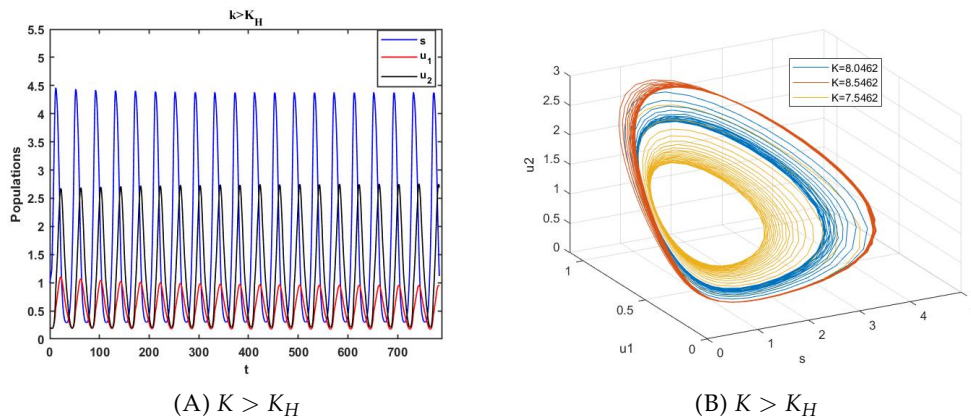 k>K_H
5.5
5
4.5
4
3.5
3
2.5
2
1.5
1
0.5
0
0 100 200 300 400 500 600 700
Populations
t
s
u_1
u_2
(A) K > K_H
3
2.5
2
1.5
1
0.5
0
u2
1
0.5
0
u1
0 1 2 3 4
s
K=8.0462
K=8.5462
K=7.5462
(B) K > K_H